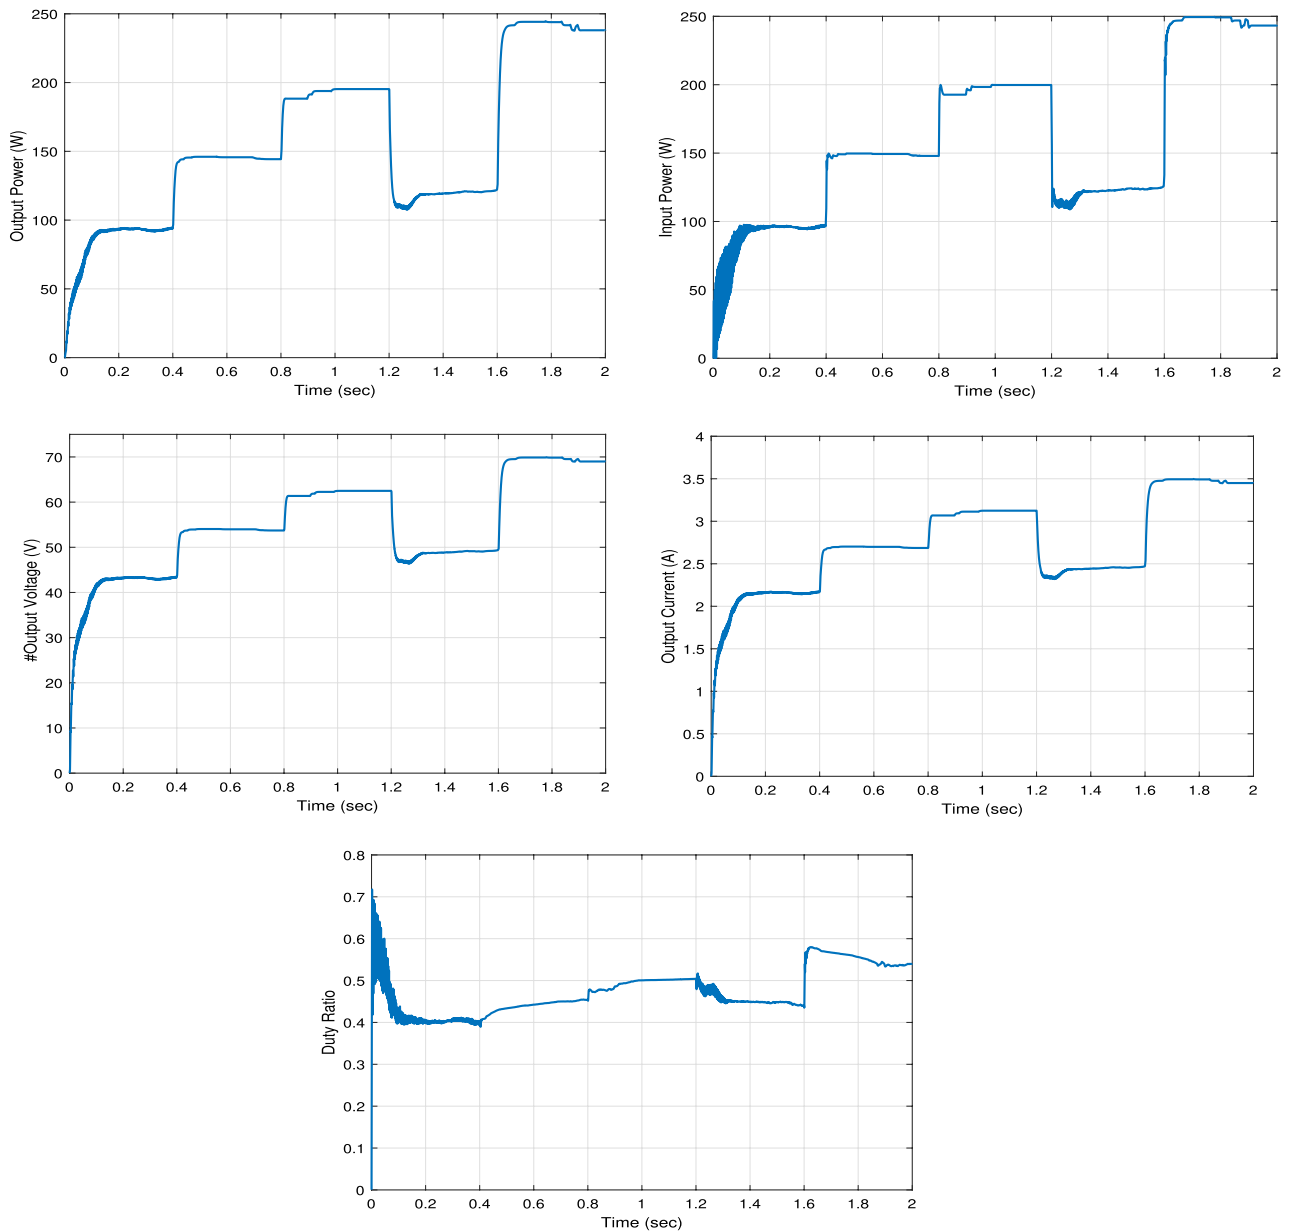 250
200
150
100
50
0
Output Power (W)
0 0.2 0.4 0.6 0.8 1 1.2 1.4 1.6 1.8 2
Time (sec)
250
200
150
100
50
0
Input Power (W)
0 0.2 0.4 0.6 0.8 1 1.2 1.4 1.6 1.8 2
Time (sec)
70
60
50
40
30
20
10
0
#Output Voltage (V)
0 0.2 0.4 0.6 0.8 1 1.2 1.4 1.6 1.8 2
Time (sec)
4
3.5
3
2.5
2
1.5
1
0.5
0
Output Current (A)
0 0.2 0.4 0.6 0.8 1 1.2 1.4 1.6 1.8 2
Time (sec)
0.8
0.7
0.6
0.5
0.4
0.3
0.2
0.1
0
Duty Ratio
0 0.2 0.4 0.6 0.8 1 1.2 1.4 1.6 1.8 2
Time (sec)